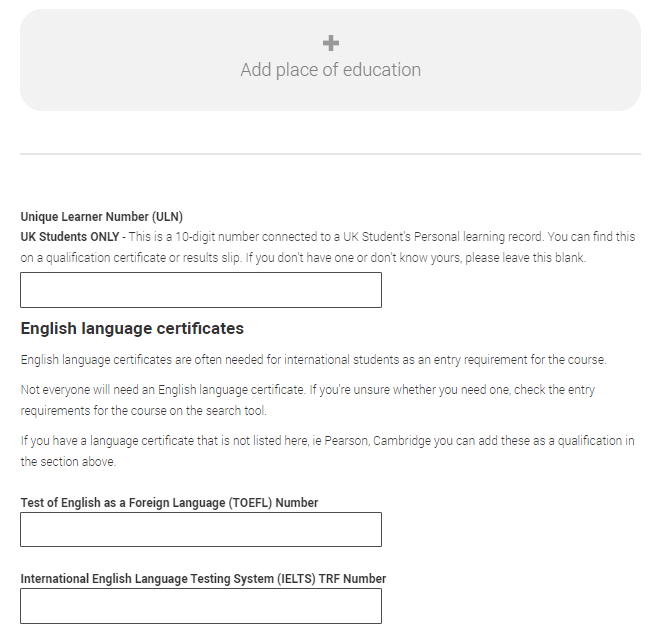 Add place of education
Unique Learner Number (ULN)
UK Students ONLY - This is a 10-digit number connected to a UK Student's Personal learning record. You can find this
on a qualification certificate or results slip. If you don't have one or don't know yours, please leave this blank.
English language certificates
English language certificates are often needed for international students as an entry requirement for the course.
Not everyone will need an English language certificate. If you're unsure whether you need one, check the entry
requirements for the course on the search tool.
If you have a language certificate that is not listed here, ie Pearson, Cambridge you can add these as a qualification in
the section above.
Test of English as a Foreign Language (TOEFL) Number
International English Language Testing System (IELTS) TRF Number